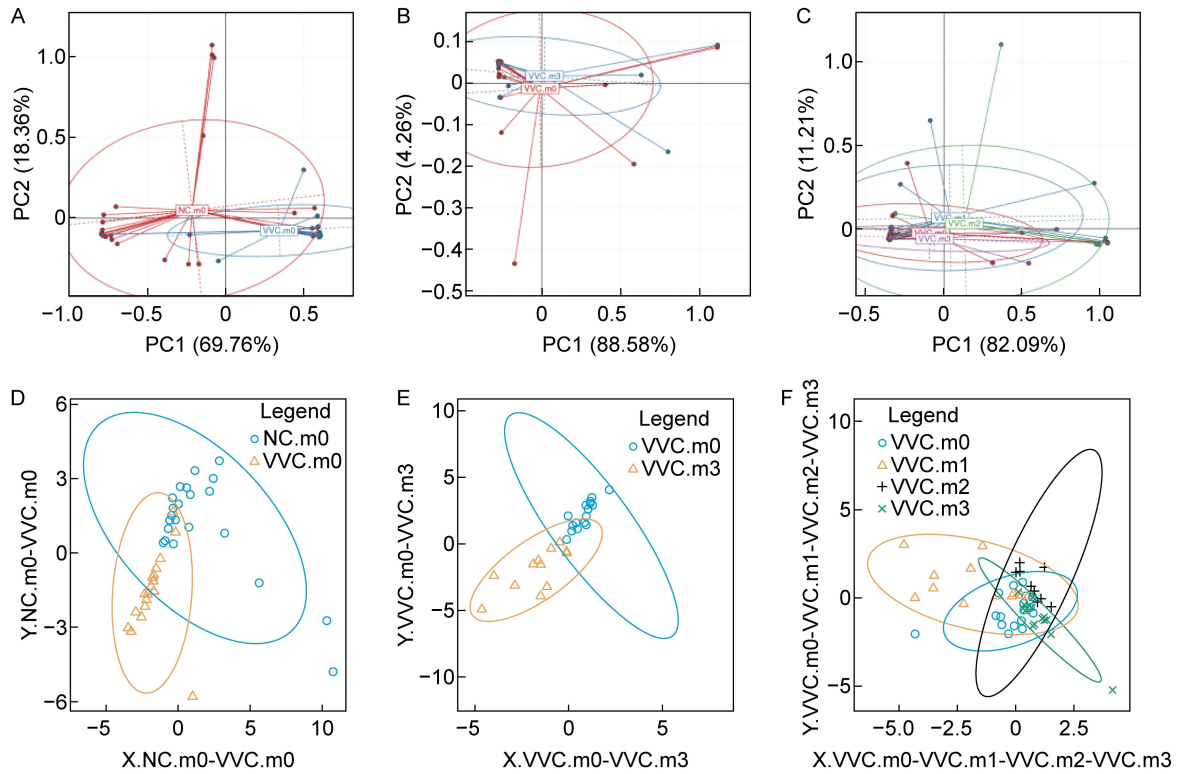 A
PC2 (18.36%)
1.0
0.5
0
NC.m0
VVC.m0
−1.0
0
0.5
PC1 (69.76%)
B
PC2 (4.26%)
0.1
0
−0.1
−0.2
−0.3
−0.4
−0.5
VVC.m3
VVC.m0
0
0.5
1.0
PC1 (88.58%)
C
PC2 (11.21%)
1.0
0.5
0
VVC.m2
VVC.m3
−0.5
0
0.5
1.0
PC1 (82.09%)
D
Y.NC.m0-VVC.m0
6
3
0
−3
−6
Legend
NC.m0
VVC.m0
−5
0
5
10
X.NC.m0-VVC.m0
E
Y.VVC.m0-VVC.m3
10
5
0
−5
−10
Legend
VVC.m0
VVC.m3
−5
0
5
X.VVC.m0-VVC.m3
F
Y.VVC.m0-VVC.m1-VVC.m2-VVC.m3
10
5
0
−5
Legend
VVC.m0
VVC.m1
VVC.m2
VVC.m3
−5.0
0
2.5
X.VVC.m0-VVC.m1-VVC.m2-VVC.m3